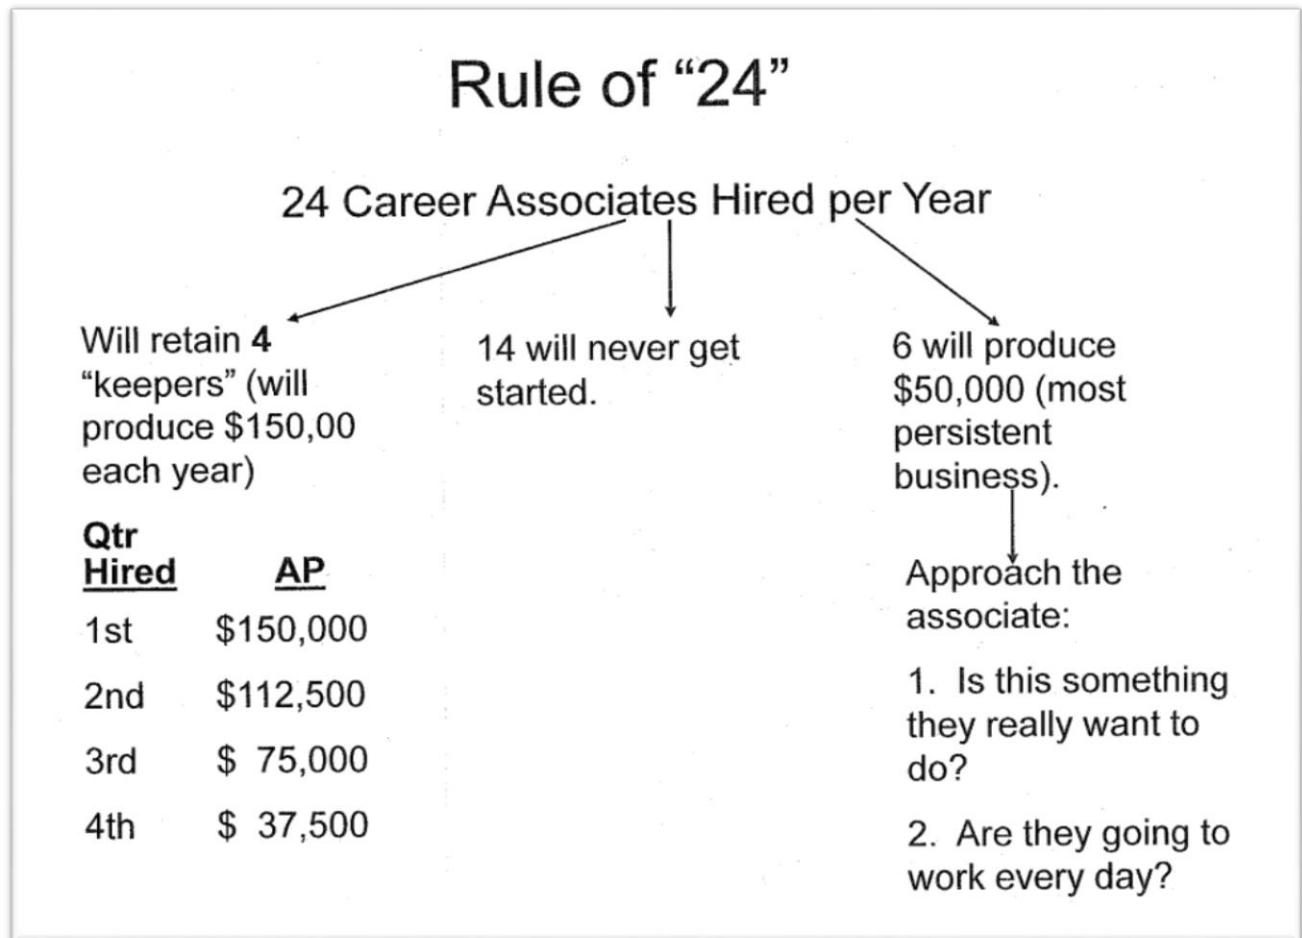 Rule of “24”
24 Career Associates Hired per Year
Will retain 4
“keepers” (will
produce $150,00
each year)
Qtr
Hired AP
1st $150,000
2nd $112,500
3rd $ 75,000
4th $ 37,500
14 will never get
started.
6 will produce
$50,000 (most
persistent
business).
Approach the
associate:
1. Is this something
they really want to
do?
2. Are they going to
work every day?